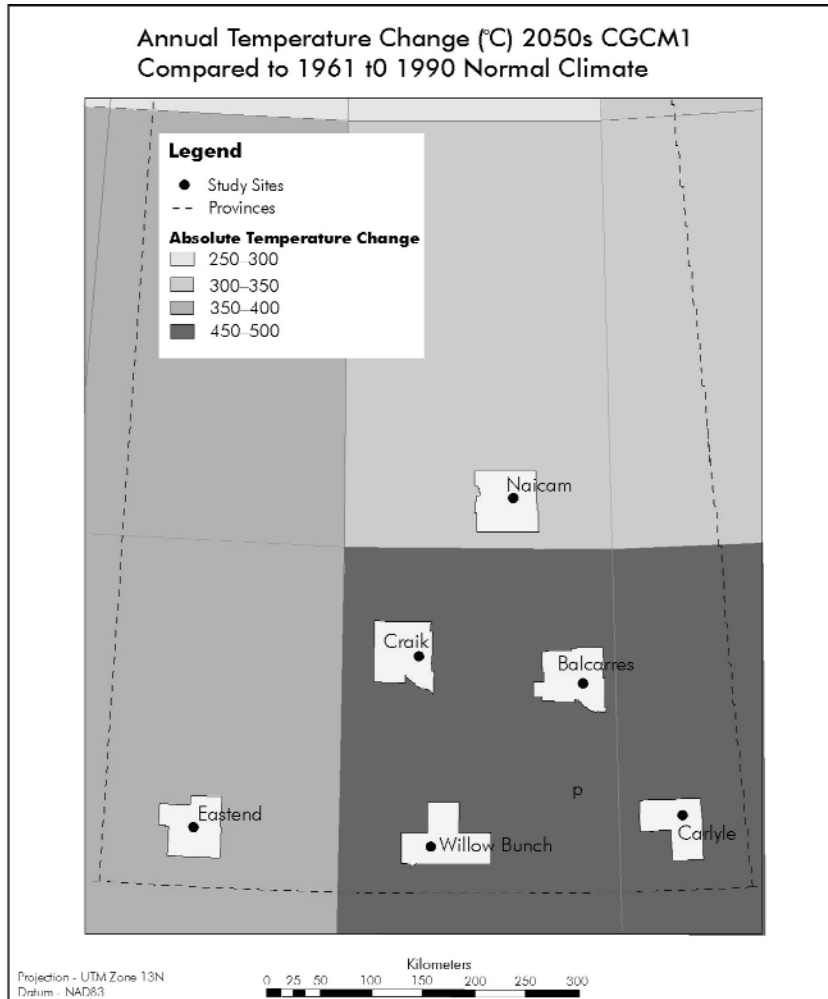 Annual Temperature Change (°C) 2050s CGCM1
Compared to 1961 t0 1990 Normal Climate
Legend
Study Sites
Provinces
Absolute Temperature Change
250–300
300–350
350–400
450–500
Naicam
Craik
Balcarres
p
Eastend
Willow Bunch
Carlyle
Projection - UTM Zone 13N
Datum - NAD83
Kilometers
0 25 50 100 150 200 250 300